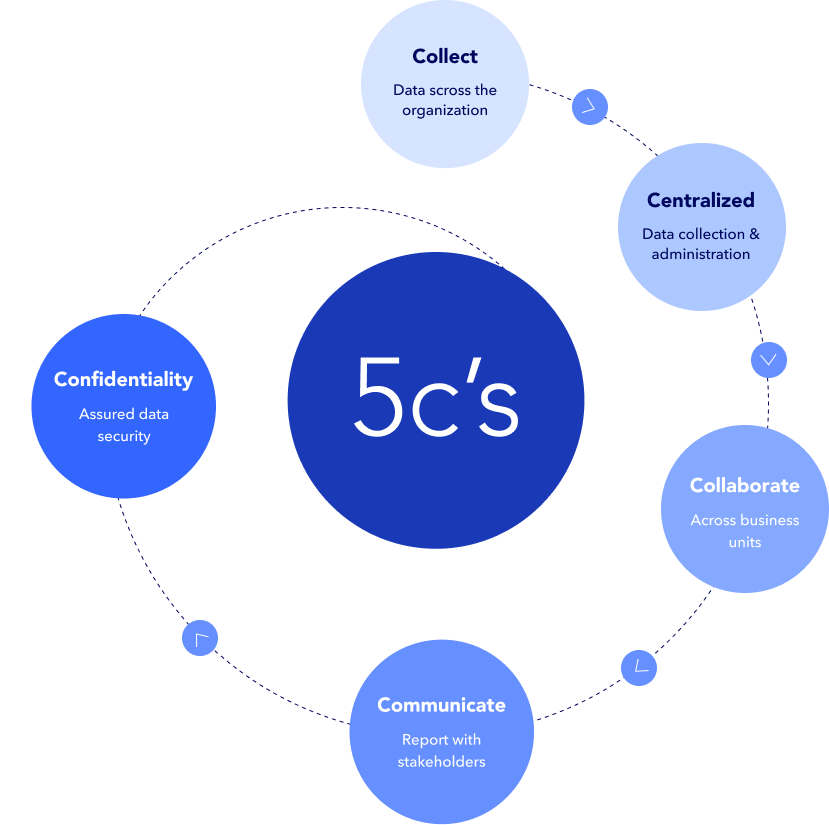 Collect
Data scross the
organization
Centralized
Data collection &
administration
Collaborate
Across business
units
Communicate
Report with
stakeholders
Confidentiality
Assured data
security
5c's